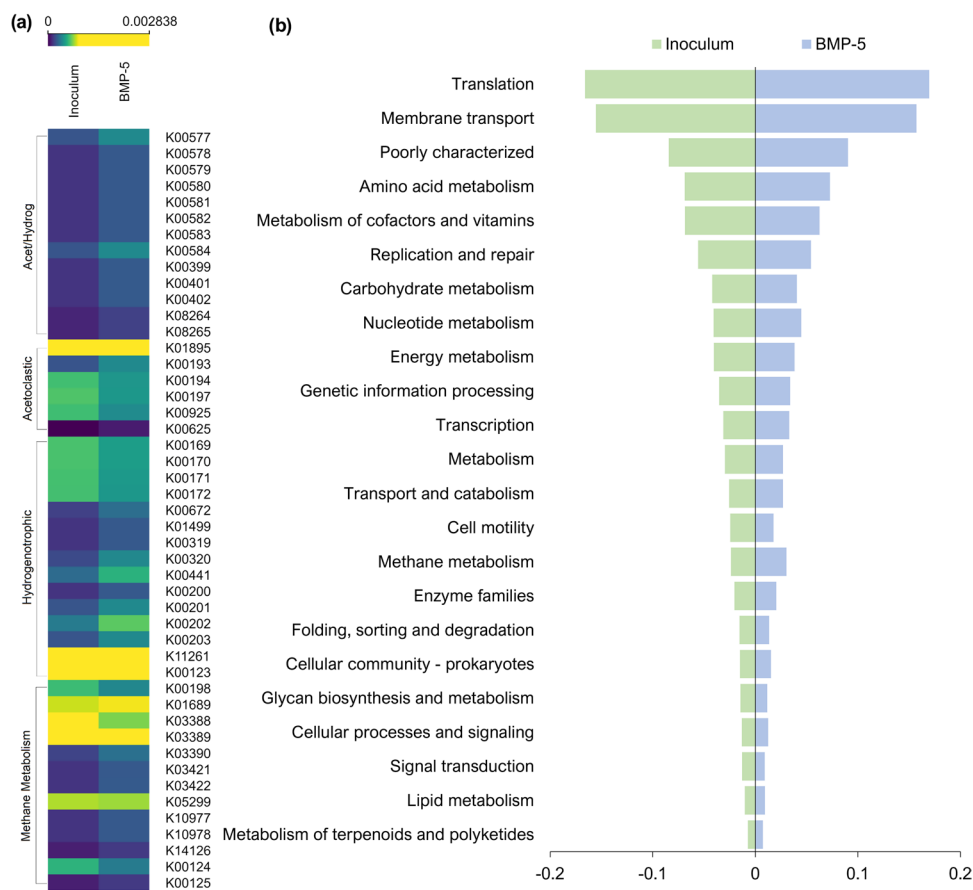 (a)
0 0.002838
Inoculum
BMP-5
Acet/Hydrog
K00577
K00578
K00579
K00580
K00581
K00582
K00583
K00584
K00399
K00401
K00402
K08264
K08265
Acetoclastic
K01895
K00193
K00194
K00197
K00925
K00625
Hydrogenotrophic
K00169
K00170
K00171
K00172
K00672
K01499
K00319
K00320
K00441
K00200
K00201
K00202
K00203
K11261
K00123
Methane Metabolism
K00198
K01689
K03388
K03389
K03390
K03421
K03422
K05299
K10977
K10978
K14126
K00124
K00125
(b)
Inoculum BMP-5
Translation
Membrane transport
Poorly characterized
Amino acid metabolism
Metabolism of cofactors and vitamins
Replication and repair
Carbohydrate metabolism
Nucleotide metabolism
Energy metabolism
Genetic information processing
Transcription
Metabolism
Transport and catabolism
Cell motility
Methane metabolism
Enzyme families
Folding, sorting and degradation
Cellular community - prokaryotes
Glycan biosynthesis and metabolism
Cellular processes and signaling
Signal transduction
Lipid metabolism
Metabolism of terpenoids and polyketides
-0.2 -0.1 0 0.1 0.2